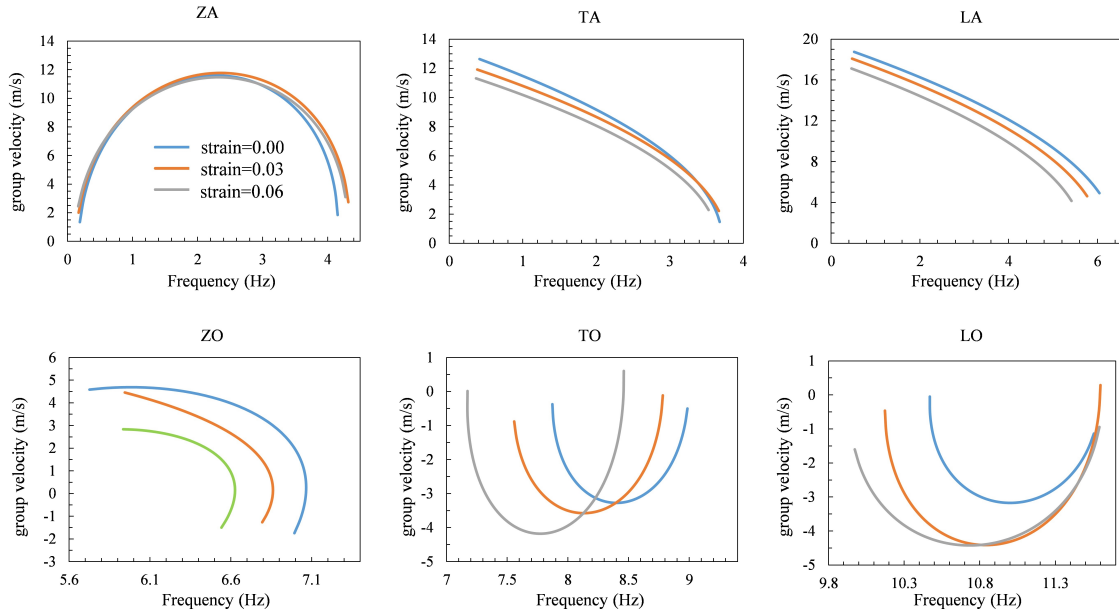 ZA
TA
LA
group velocity (m/s)
14
12
10
8
6
4
2
0
strain=0.00
strain=0.03
strain=0.06
0 1 2 3 4
Frequency (Hz)
group velocity (m/s)
14
12
10
8
6
4
2
0
0 1 2 3 4
Frequency (Hz)
group velocity (m/s)
20
16
12
8
4
0
0 2 4 6
Frequency (Hz)
ZO
TO
LO
group velocity (m/s)
6
5
4
3
2
1
0
-1
-2
-3
5.6 6.1 6.6 7.1
Frequency (Hz)
group velocity (m/s)
1
0
-1
-2
-3
-4
-5
7 7.5 8 8.5 9
Frequency (Hz)
group velocity (m/s)
1
0
-1
-2
-3
-4
-5
9.8 10.3 10.8 11.3
Frequency (Hz)